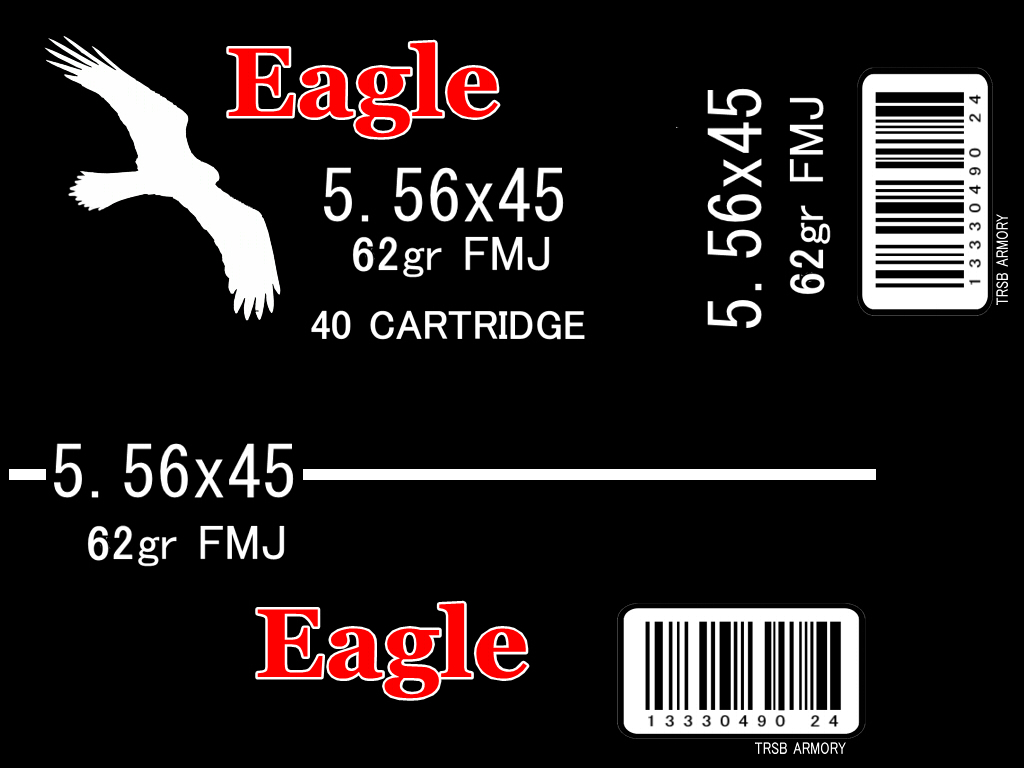 Eagle
5.56x45
62gr FMJ
40 CARTRIDGE
5.56x45
62gr FMJ
13330490 24
TRSB ARMORY
5.56x45
62gr FMJ
Eagle
13330490 24
TRSB ARMORY